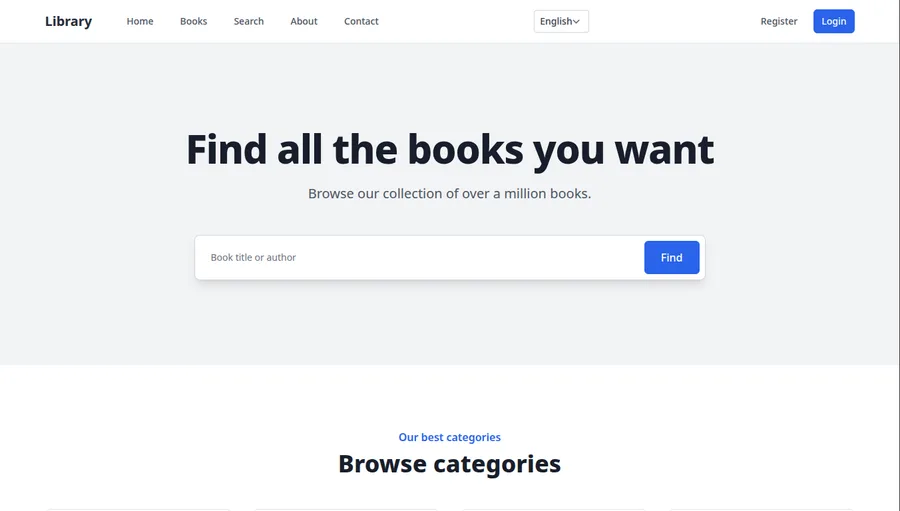 Library Home Books Search About Contact English Register Login
Find all the books you want
Browse our collection of over a million books.
Book title or author Find
Our best categories
Browse categories